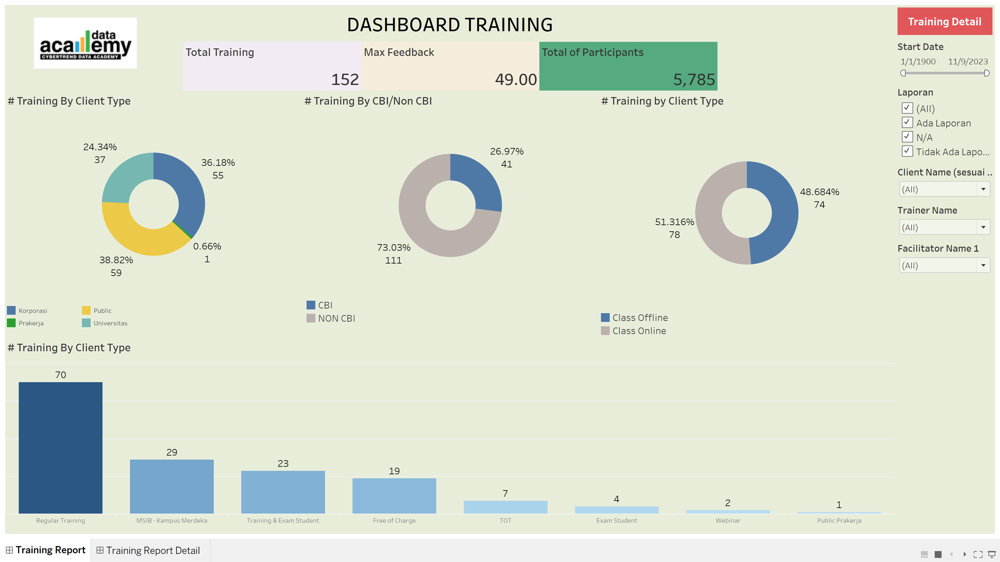 data
academy
CYBERTREND DATA ACADEMY
DASHBOARD TRAINING
Total Training
152
Max Feedback
49.00
Total of Participants
5,785
# Training By Client Type
24.34%
37
36.18%
55
0.66%
1
38.82%
59
Korporasi
Public
Prakerja
Universitas
# Training By CBI/Non CBI
26.97%
41
73.03%
111
CBI
NON CBI
# Training by Client Type
48.684%
74
51.316%
78
Class Offline
Class Online
# Training By Client Type
70
29
23
19
7
4
2
1
Regular Training
MSIB - Kampus Merdeka
Training & Exam Student
Free of Charge
TOT
Exam Student
Webinar
Public Prakerja
Training Detail
Start Date
1/1/1900 11/9/2023
Laporan
(All)
Ada Laporan
N/A
Tidak Ada Lapo...
Client Name (sesuai ..
(All)
Trainer Name
(All)
Facilitator Name 1
(All)
Training Report
Training Report Detail